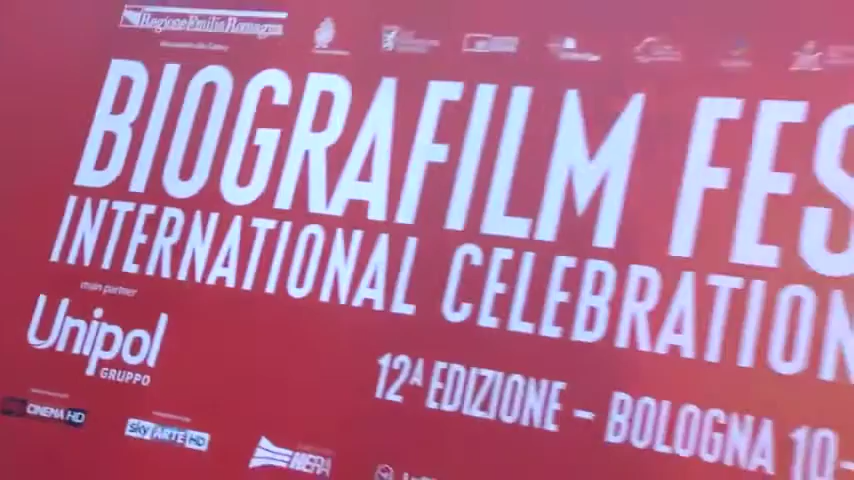 Regione Emilia Romagna
BIOGRAFILM FES
INTERNATIONAL CELEBRATION
main partner
Unipol
GRUPPO
12ª EDIZIONE – BOLOGNA 10-
CINEMA HD
sky ARTE HD